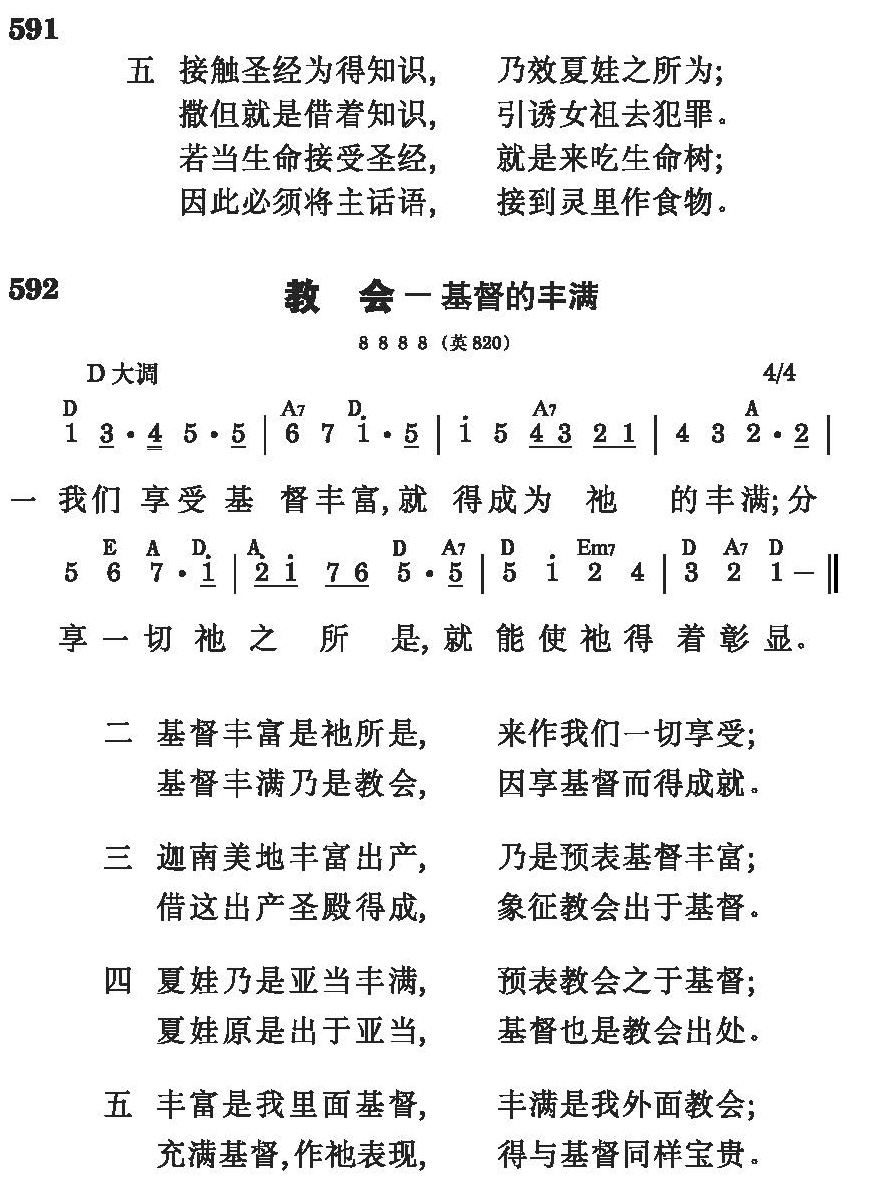 591
五 接触圣经为得知识, 乃效夏娃之所为;
撒但就是借着知识, 引诱女祖去犯罪。
若当生命接受圣经, 就是来吃生命树;
因此必须将主话语, 接到灵里作食物。
592 教 会－基督的丰满
8 8 8 8 (英820)
D大调 4/4
D A7 D A7 A
1 3·4 5·5 | 6 7 1·5 | 1 5 4 3 2 1 | 4 3 2·2 |
一 我们 享受 基 督丰富,就 得成为 祂 的丰满;分
E A D A D A7 D Em7 D A7 D
5 6 7·1 | 2 1 7 6 5·5 | 5 1 2 4 | 3 2 1－ ‖
享一切祂之 所 是,就 能使祂得 着彰显。
二 基督丰富是祂所是, 来作我们一切享受;
基督丰满乃是教会, 因享基督而得成就。
三 迦南美地丰富出产, 乃是预表基督丰富;
借这出产圣殿得成, 象征教会出于基督。
四 夏娃乃是亚当丰满, 预表教会之于基督;
夏娃原是出于亚当, 基督也是教会出处。
五 丰富是我里面基督, 丰满是我外面教会;
充满基督,作祂表现, 得与基督同样宝贵。